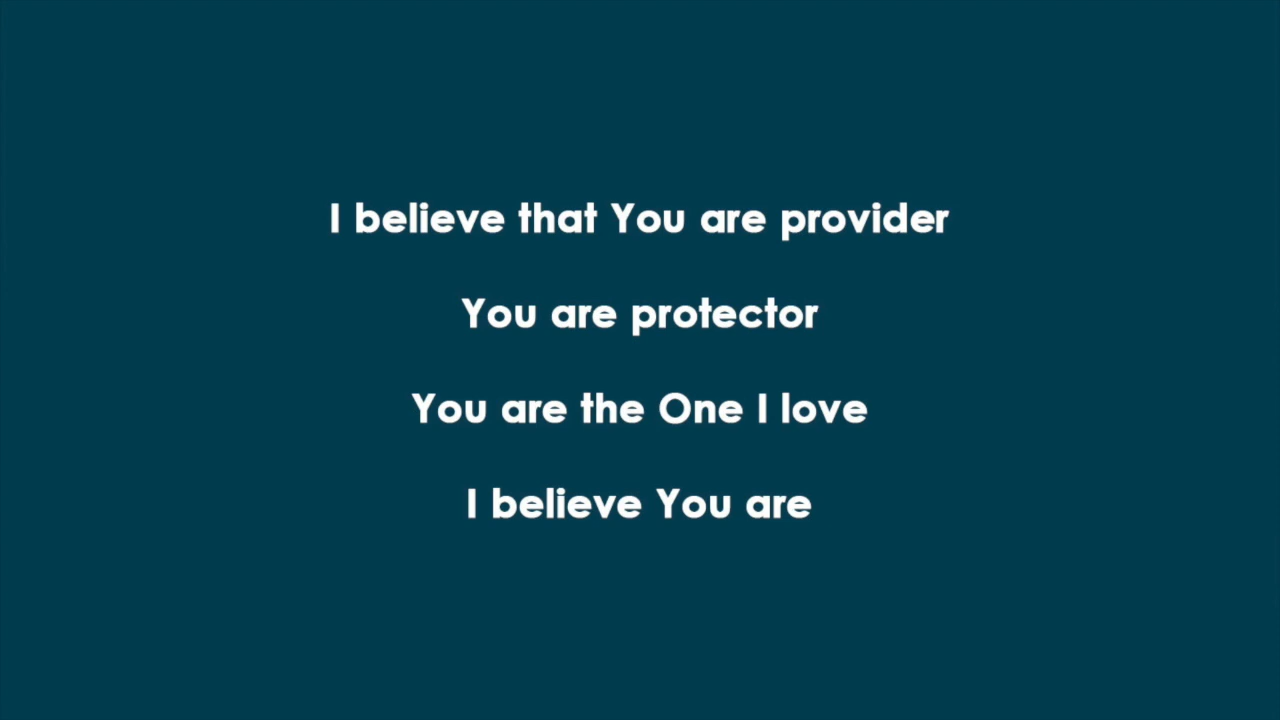 I believe that You are provider
You are protector
You are the One I love
I believe You are